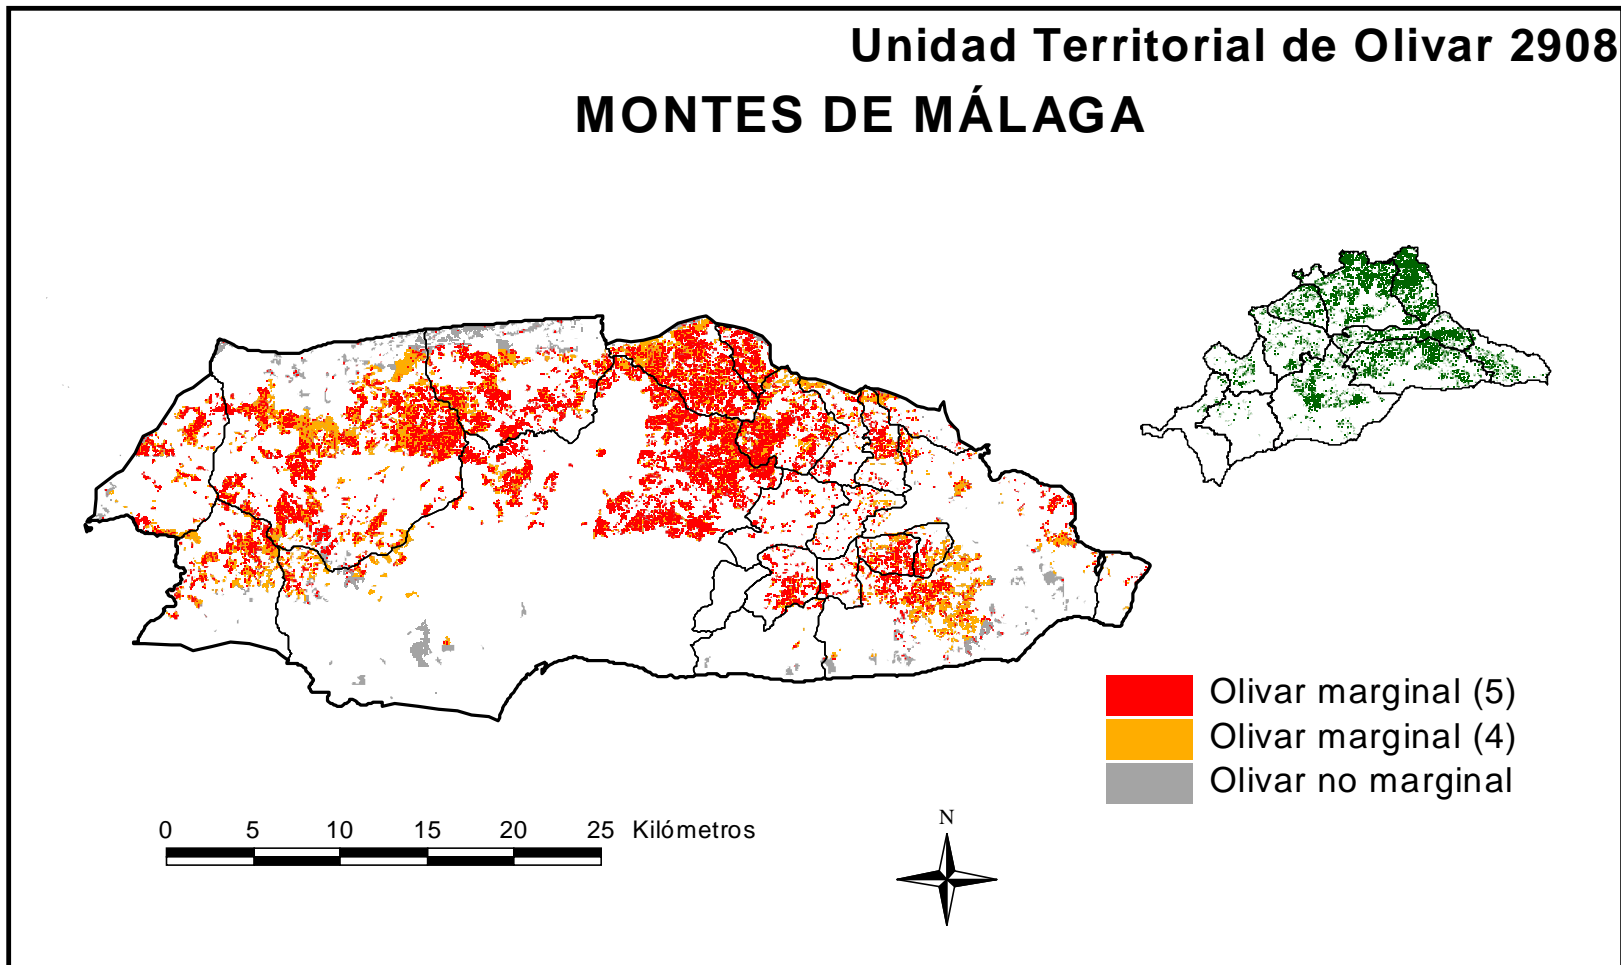 Unidad Territorial de Olivar 2908
MONTES DE MÁLAGA
Olivar marginal (5)
Olivar marginal (4)
Olivar no marginal
0 5 10 15 20 25 Kilómetros
N